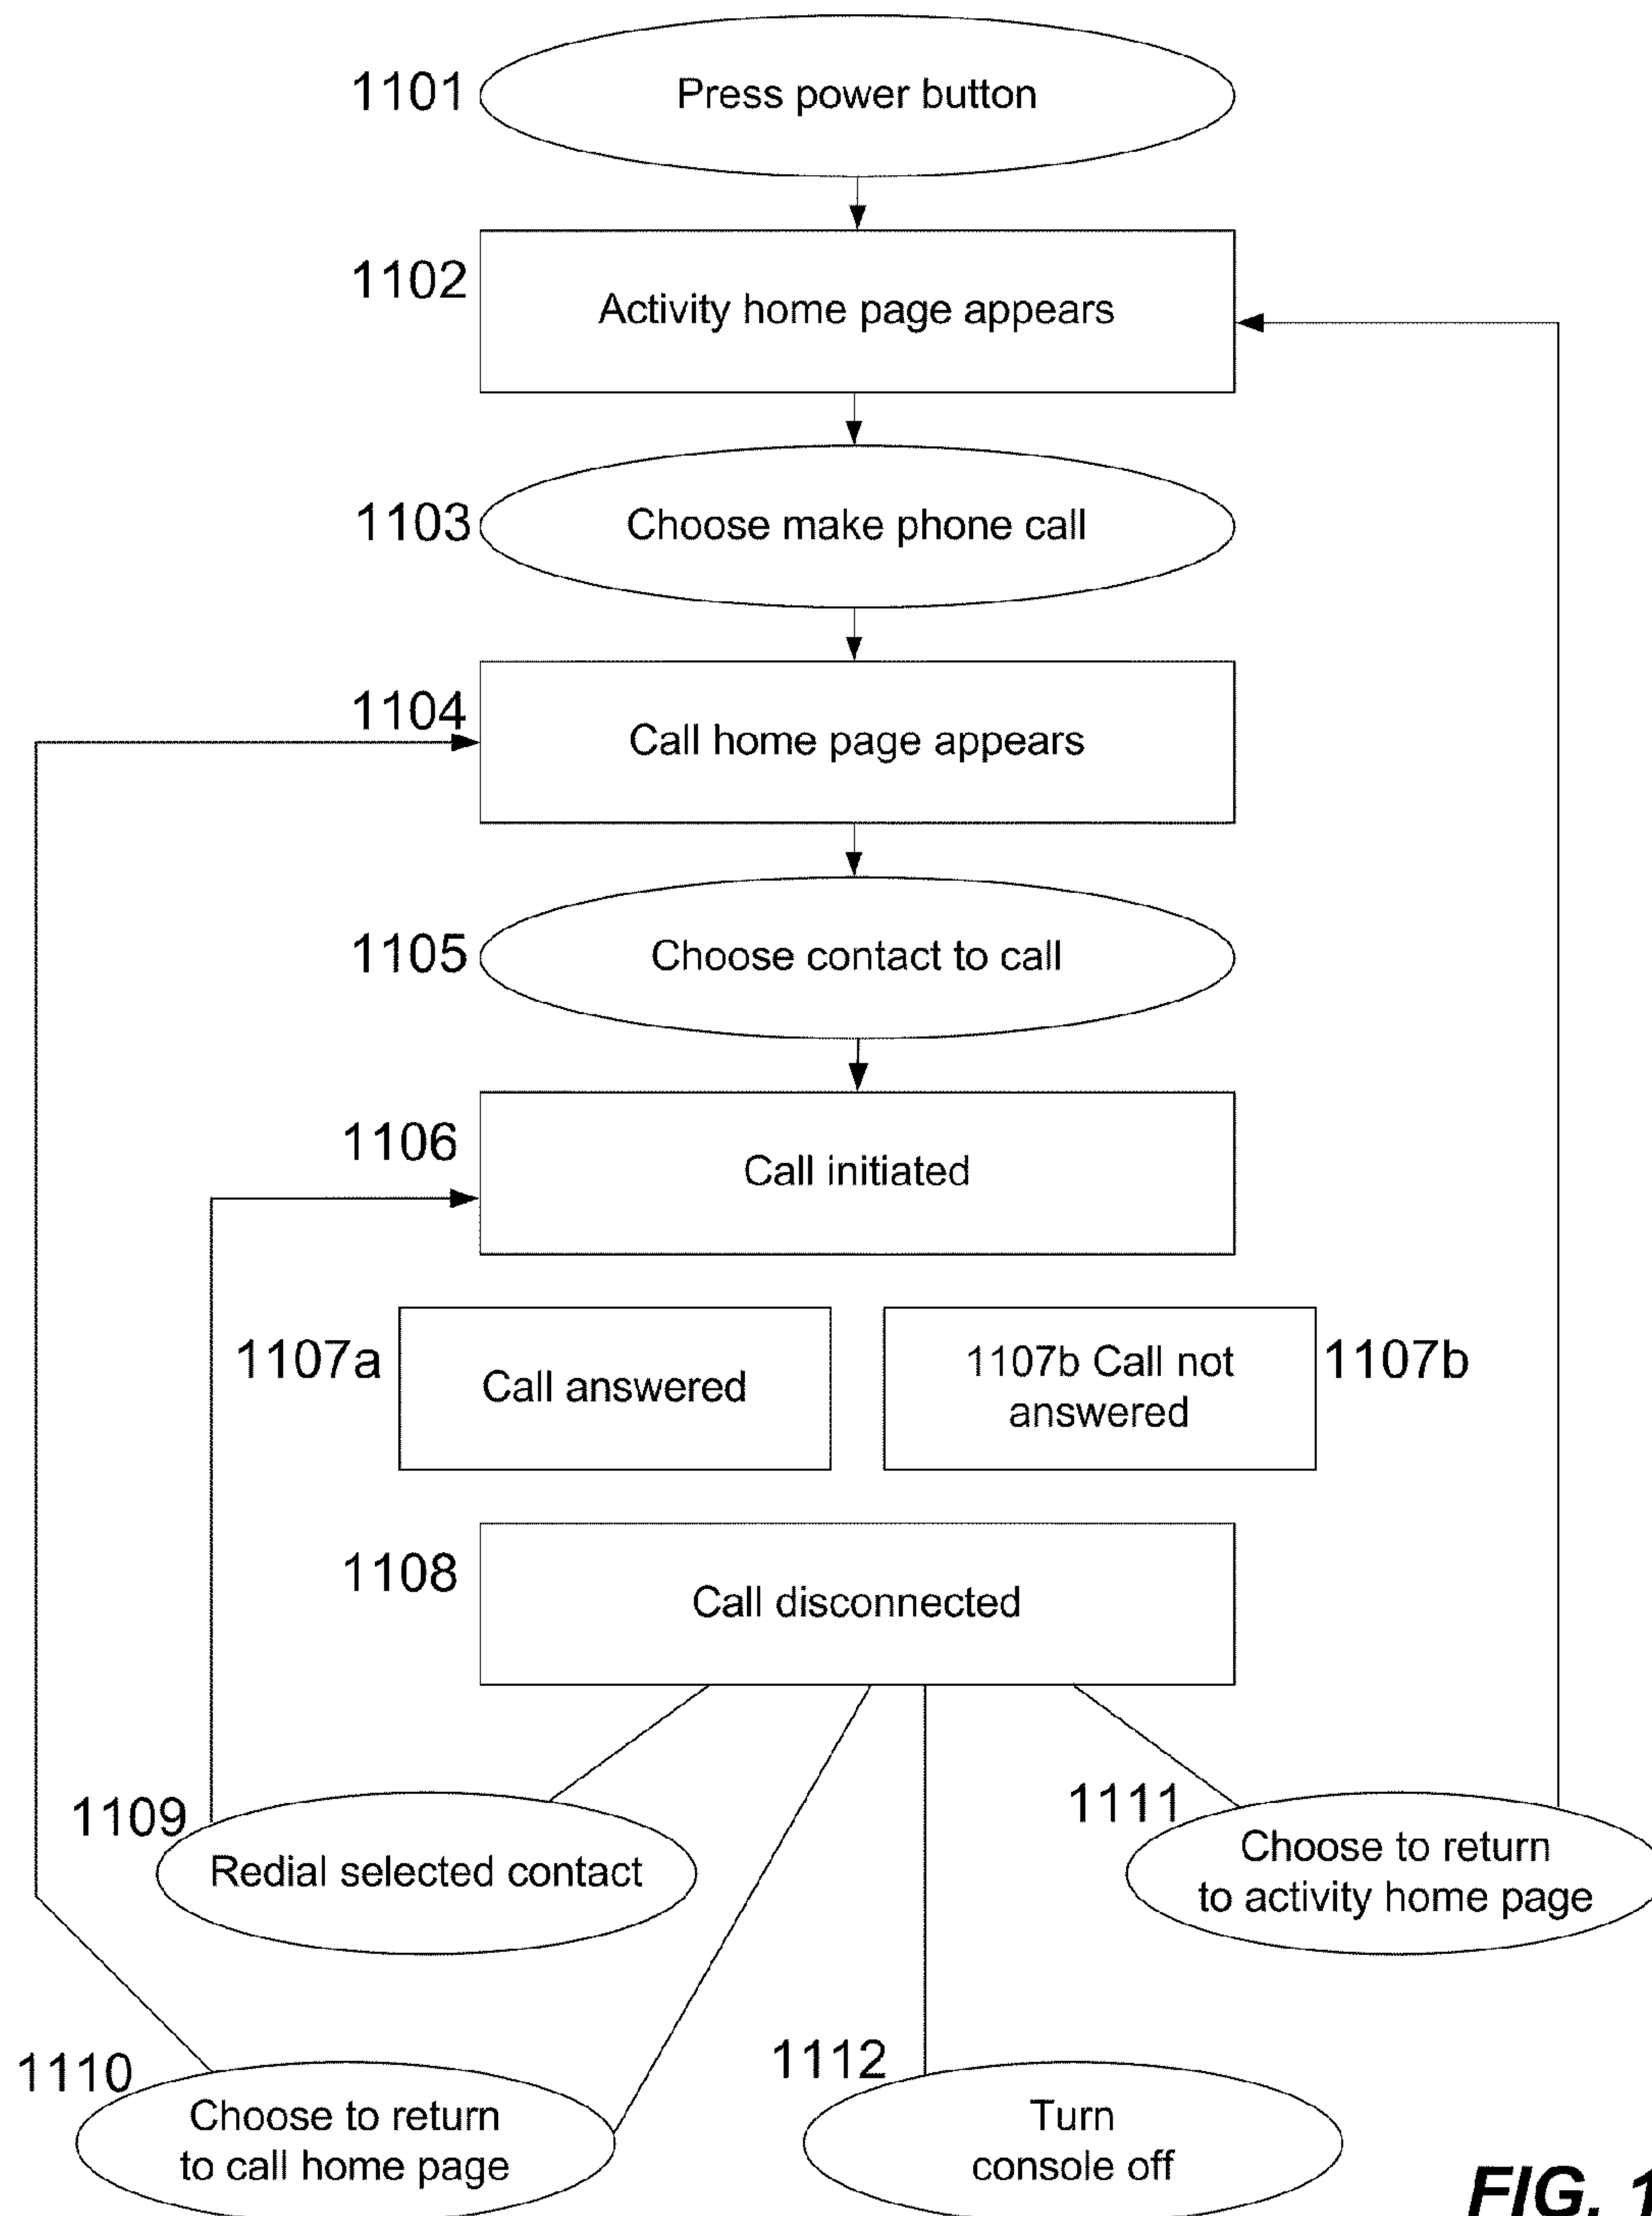 1101
Press power button
1102
Activity home page appears
1103
Choose make phone call
1104
Call home page appears
1105
Choose contact to call
1106
Call initiated
1107a
Call answered
1107b Call not
answered
1107b
1108
Call disconnected
1109
Redial selected contact
1111
Choose to return
to activity home page
1110
Choose to return
to call home page
1112
Turn
console off
FIG. 1